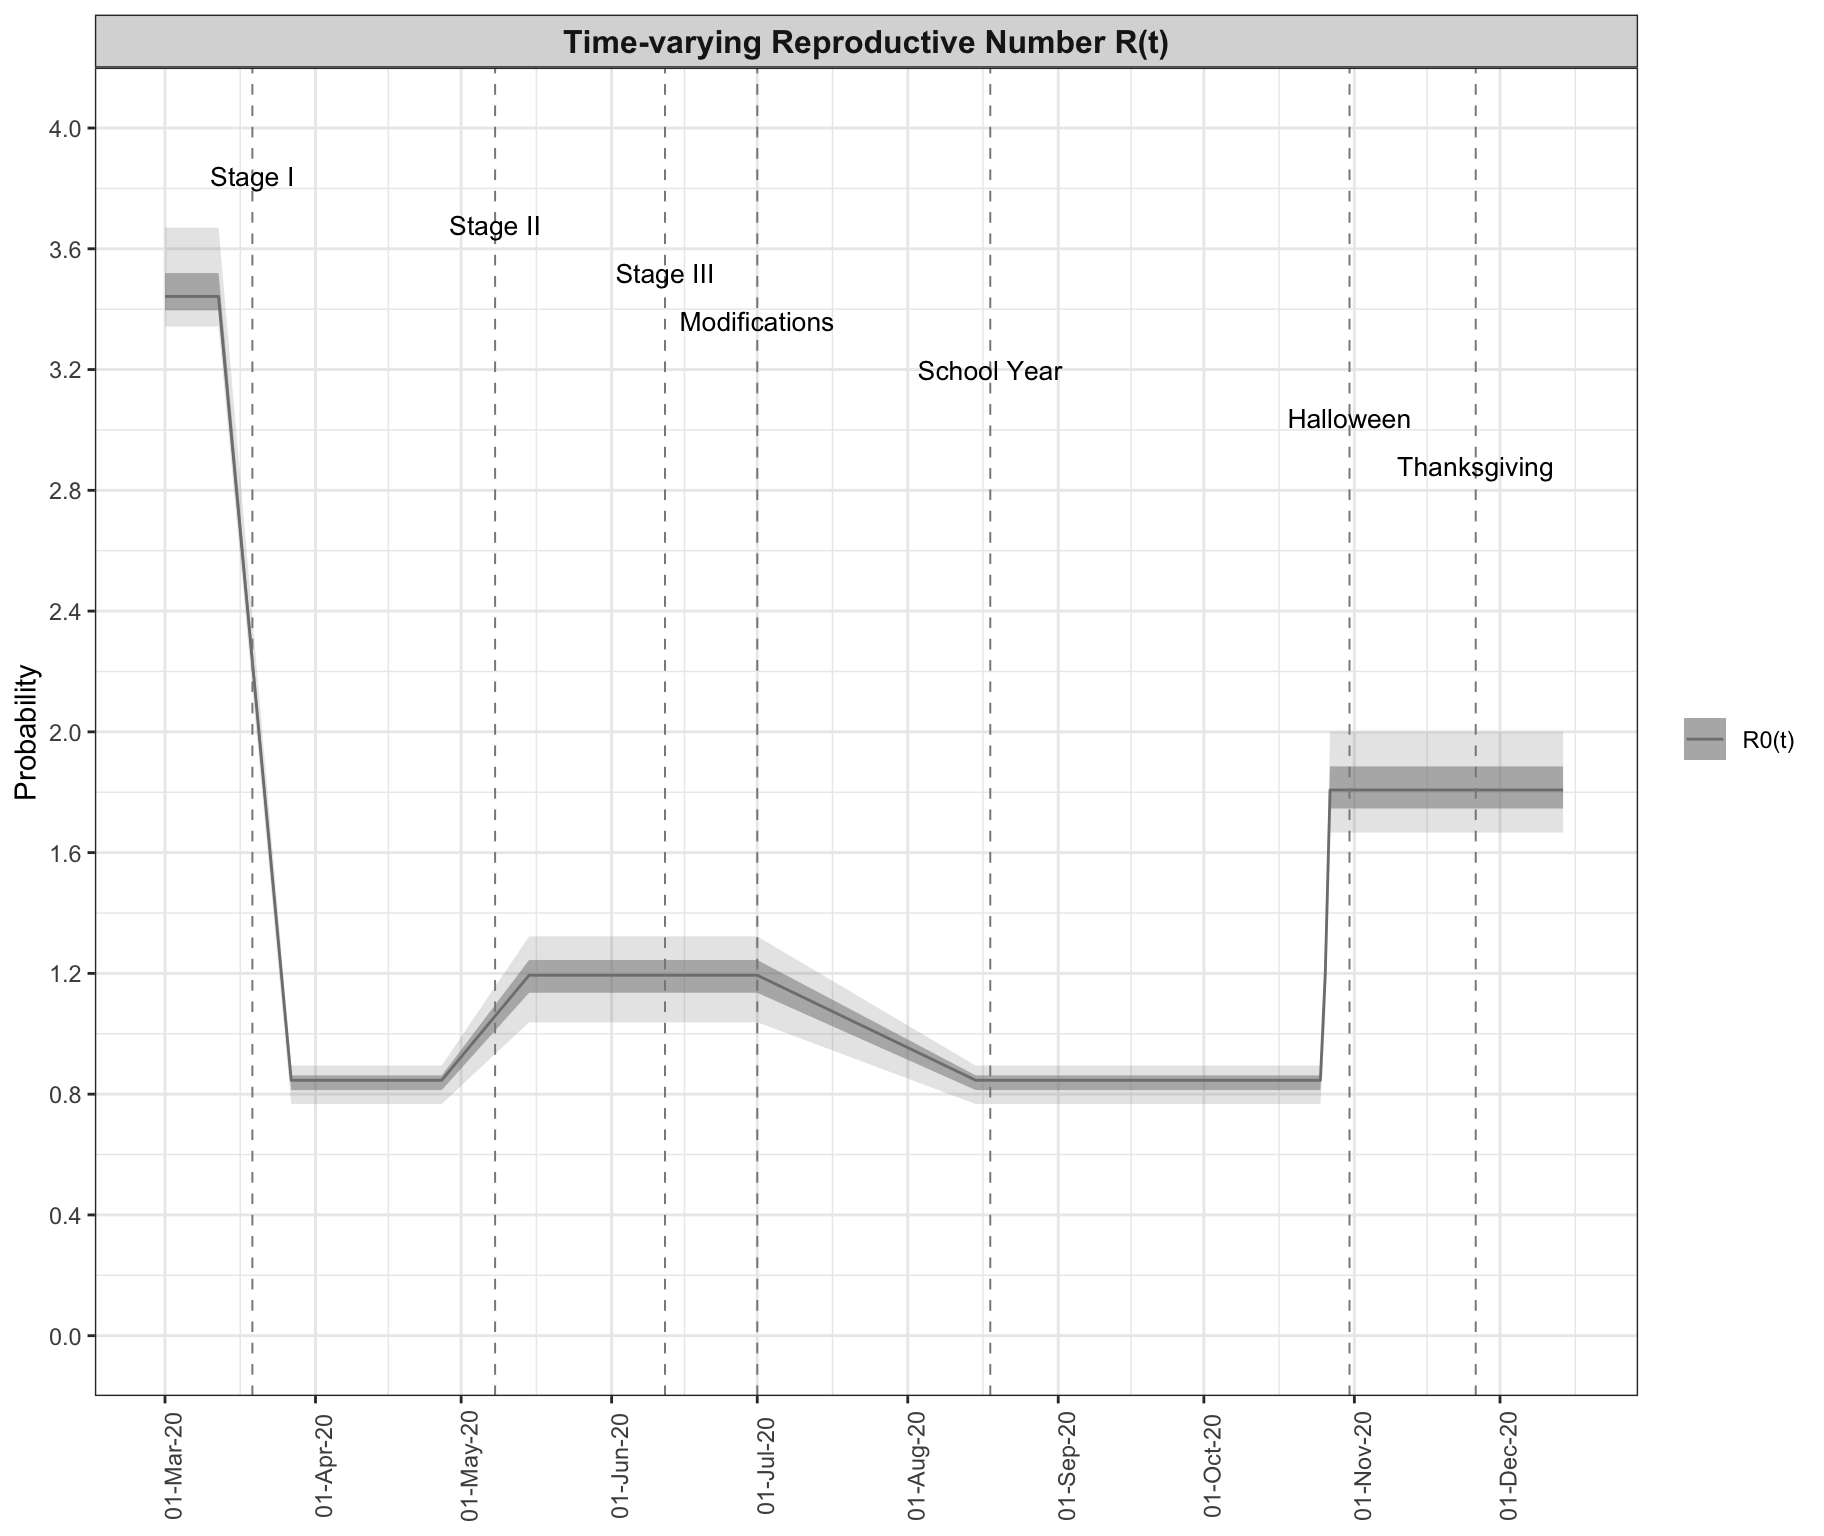 Time-varying Reproductive Number R(t)
4.0
3.6
3.2
2.8
2.4
2.0
1.6
1.2
0.8
0.4
0.0
Probability
Stage I
Stage II
Stage III
Modifications
School Year
Halloween
Thanksgiving
R0(t)
01-Mar-20
01-Apr-20
01-May-20
01-Jun-20
01-Jul-20
01-Aug-20
01-Sep-20
01-Oct-20
01-Nov-20
01-Dec-20